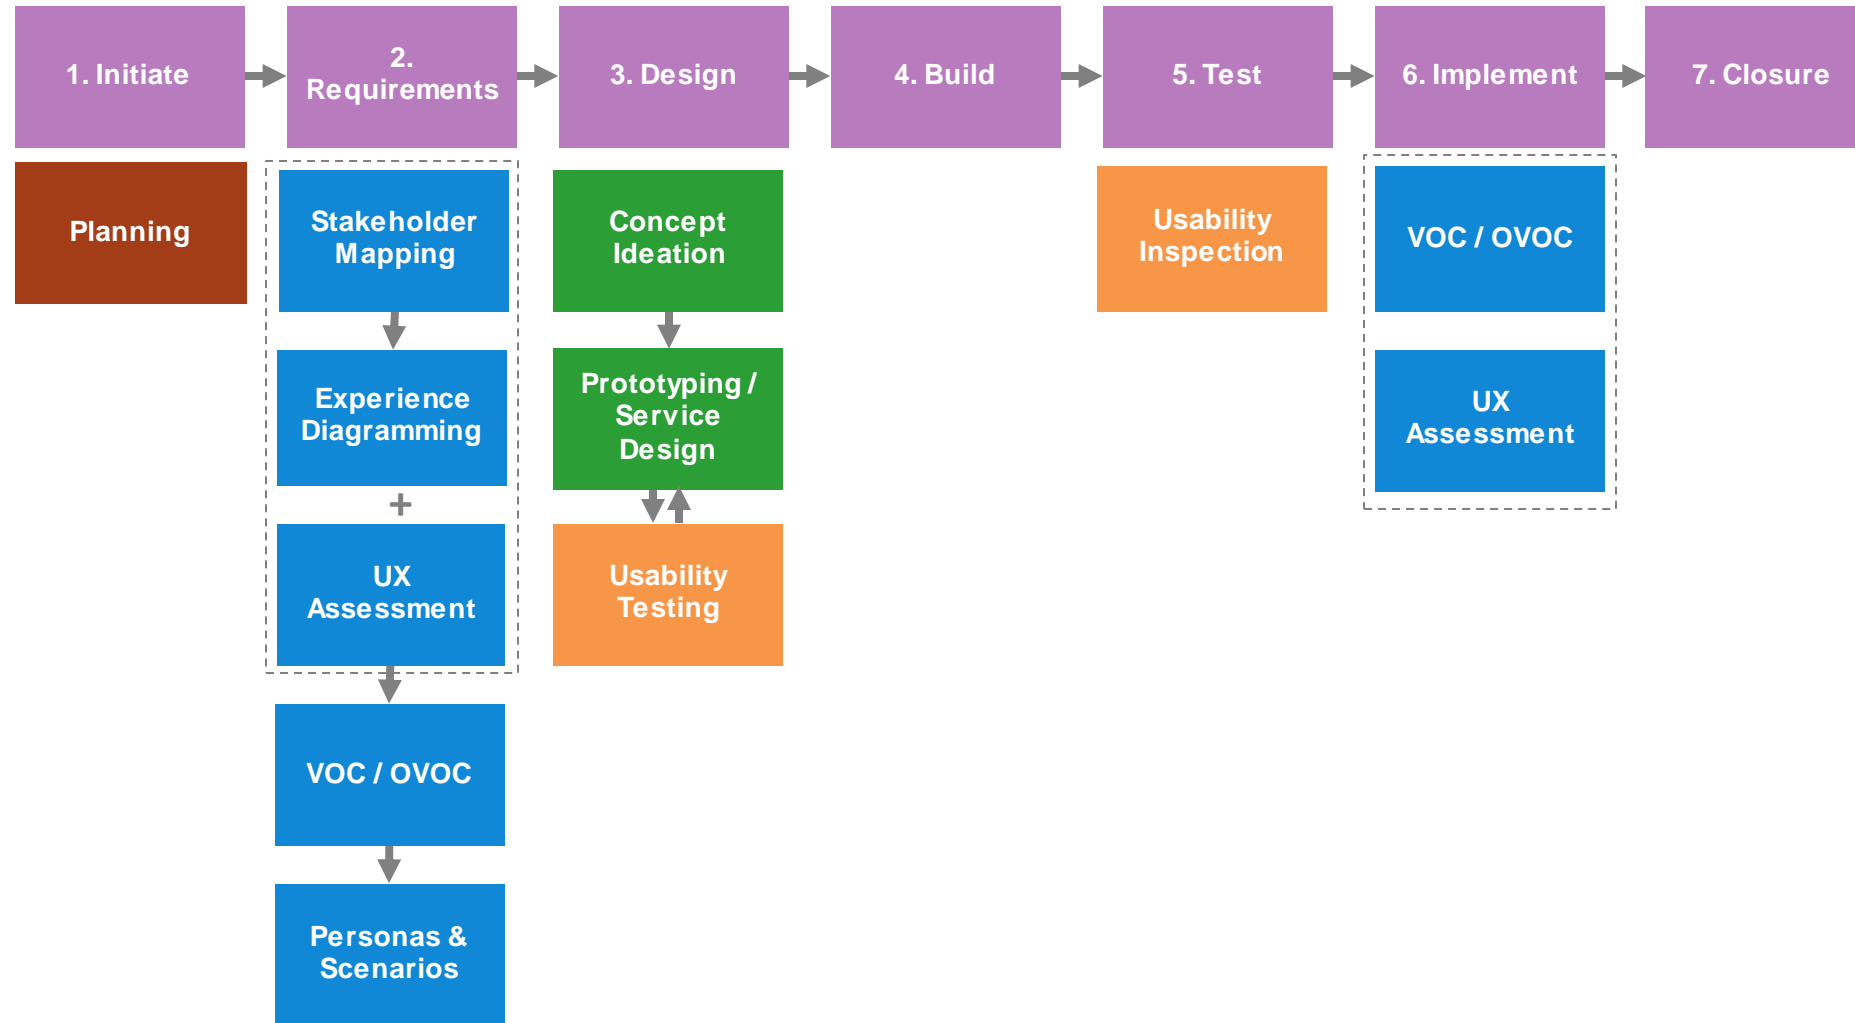 1. Initiate
2.
Requirements
3. Design
4. Build
5. Test
6. Implement
7. Closure
Planning
Stakeholder
Mapping
Experience
Diagramming
+
UX
Assessment
VOC / OVOC
Personas &
Scenarios
Concept
Ideation
Prototyping /
Service
Design
Usability
Testing
Usability
Inspection
VOC / OVOC
UX
Assessment